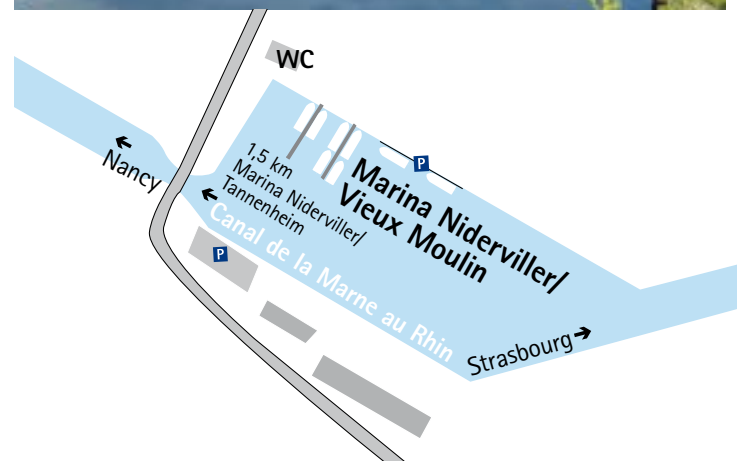 WC
P
Nancy
1,5 km
Marina Niderviller/
Tannenheim
Marina Niderviller/
Vieux Moulin
Canal de la Marne au Rhin
P
Strasbourg